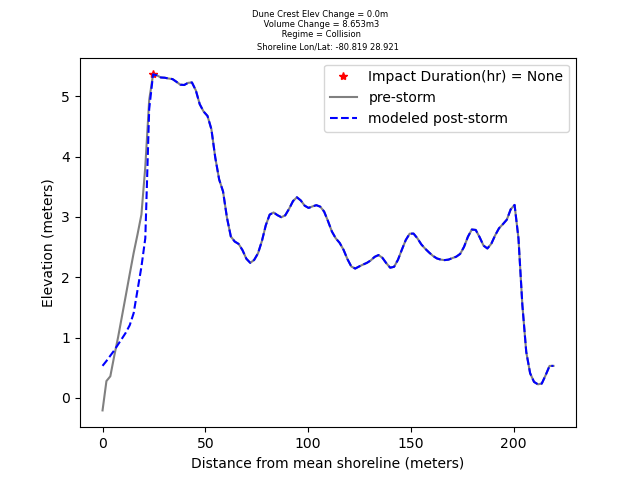 Dune Crest Elev Change = 0.0m
Volume Change = 8.653m3
Regime = Collision
Shoreline Lon/Lat: -80.819 28.921
Impact Duration(hr) = None
pre-storm
modeled post-storm
Elevation (meters)
5
4
3
2
1
0
0 50 100 150 200
Distance from mean shoreline (meters)